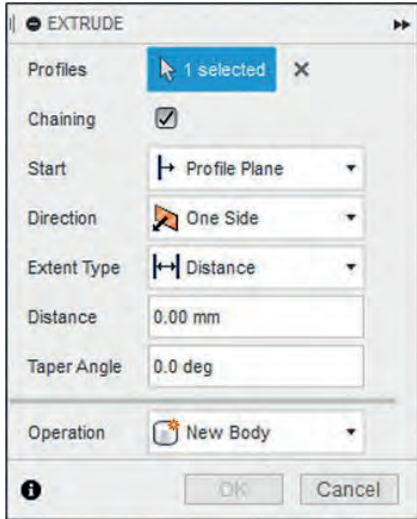 EXTRUDE
Profiles 1 selected
Chaining
Start Profile Plane
Direction One Side
Extent Type Distance
Distance 0.00 mm
Taper Angle 0.0 deg
Operation New Body
OK Cancel